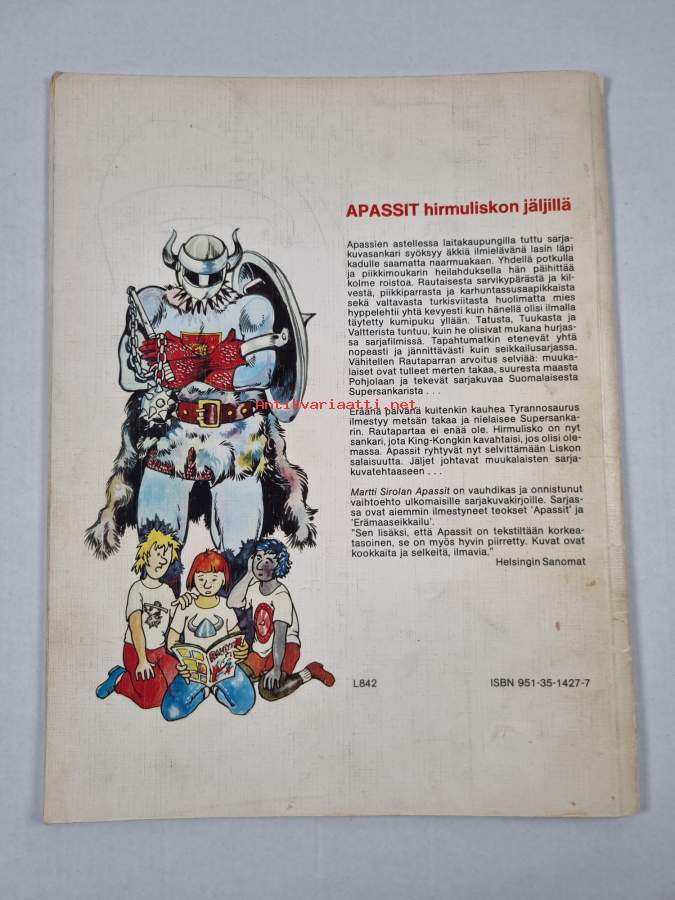 APASSIT hirmuliskon jäljillä
Apassien astellessa laitakaupungilla tuttu sarja-
kuvasankari syöksyy äkkiä ilmielävänä lasin läpi
kadulle saamatta naarmuakaan. Yhdellä potkulla
ja piikkimoukarin heilahduksella hän päihittää
kolme roistoa. Rautaisesta sarvikypärästä ja kil-
vestä, piikkiparrasta ja karhuntassusaapikkaista
sekä valtavasta turkisviitasta huolimatta mies
hyppelehtii yhtä kevyesti kuin hänellä olisi ilmalla
täytetty kumipuku yllään. Tatusta, Tuukasta ja
Valtterista tuntuu, kuin he olisivat mukana hurjas-
sa sarjafilmissä. Tapahtumatkin etenevät yhtä
nopeasti ja jännittävästi kuin seikkailusarjassa.
Vähitellen Rautaparran arvoitus selviää: muuka-
laiset ovat tulleet merten takaa, suuresta maasta
Pohjolaan ja tekevät sarjakuvaa Suomalaisesta
Supersankarista . . .
Antikvariaatti.net
Eräänä päivänä kuitenkin kauhea Tyrannosaurus
ilmestyy metsän takaa ja nielaisee Supersanka-
rin. Rautapartaa ei enää ole. Hirmulisko on nyt
sankari, jota King-Kongkin kavahtaisi, jos olisi ole-
massa. Apassit ryhtyvät nyt selvittämään Liskon
salaisuutta. Jäljet johtavat muukalaisten sarja-
kuvatehtaaseen . . .
Martti Sirolan Apassit on vauhdikas ja onnistunut
vaihtoehto ulkomaisille sarjakuvakirjoille. Sarjas-
sa ovat aiemmin ilmestyneet teokset 'Apassit' ja
'Erämaaseikkailu'.
"Sen lisäksi, että Apassit on tekstiltään korkea-
tasoinen, se on myös hyvin piirretty. Kuvat ovat
kookkaita ja selkeitä, ilmavia."
Helsingin Sanomat
L842 ISBN 951-35-1427-7